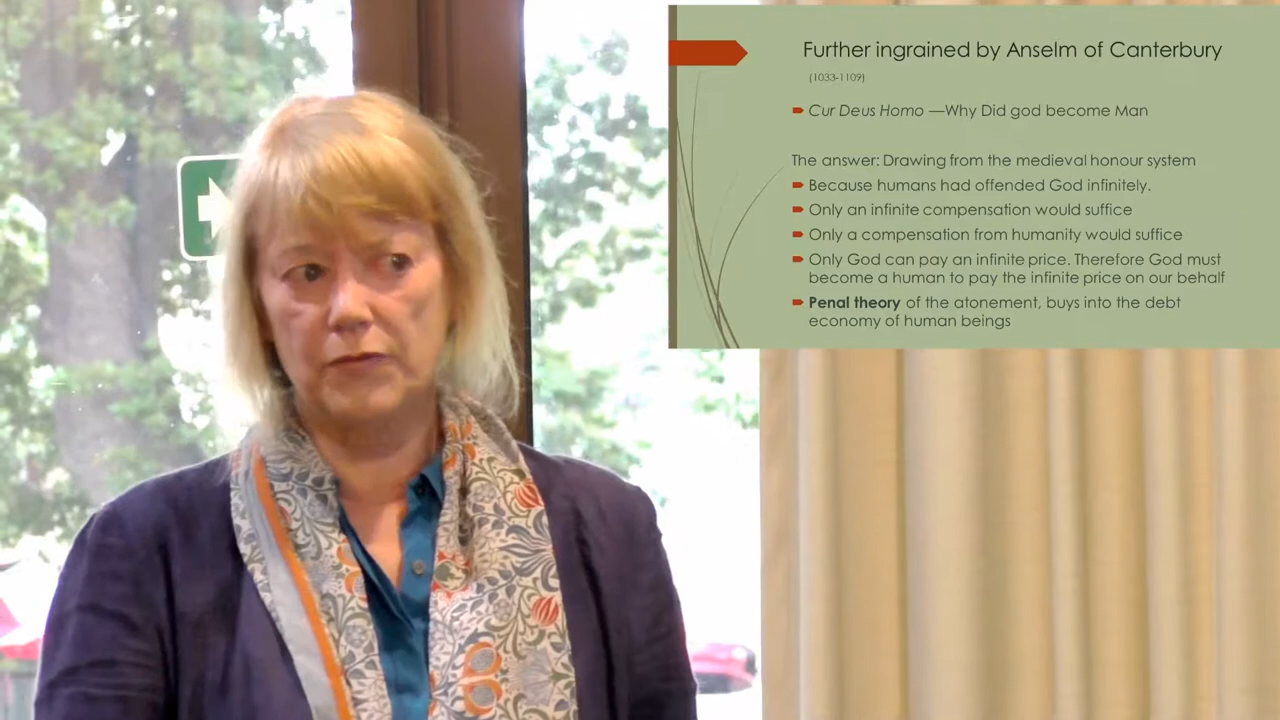 Further ingrained by Anselm of Canterbury
(1033-1109)
Cur Deus Homo —Why Did god become Man
The answer: Drawing from the medieval honour system
Because humans had offended God infinitely.
Only an infinite compensation would suffice
Only a compensation from humanity would suffice
Only God can pay an infinite price. Therefore God must
become a human to pay the infinite price on our behalf
Penal theory of the atonement, buys into the debt
economy of human beings